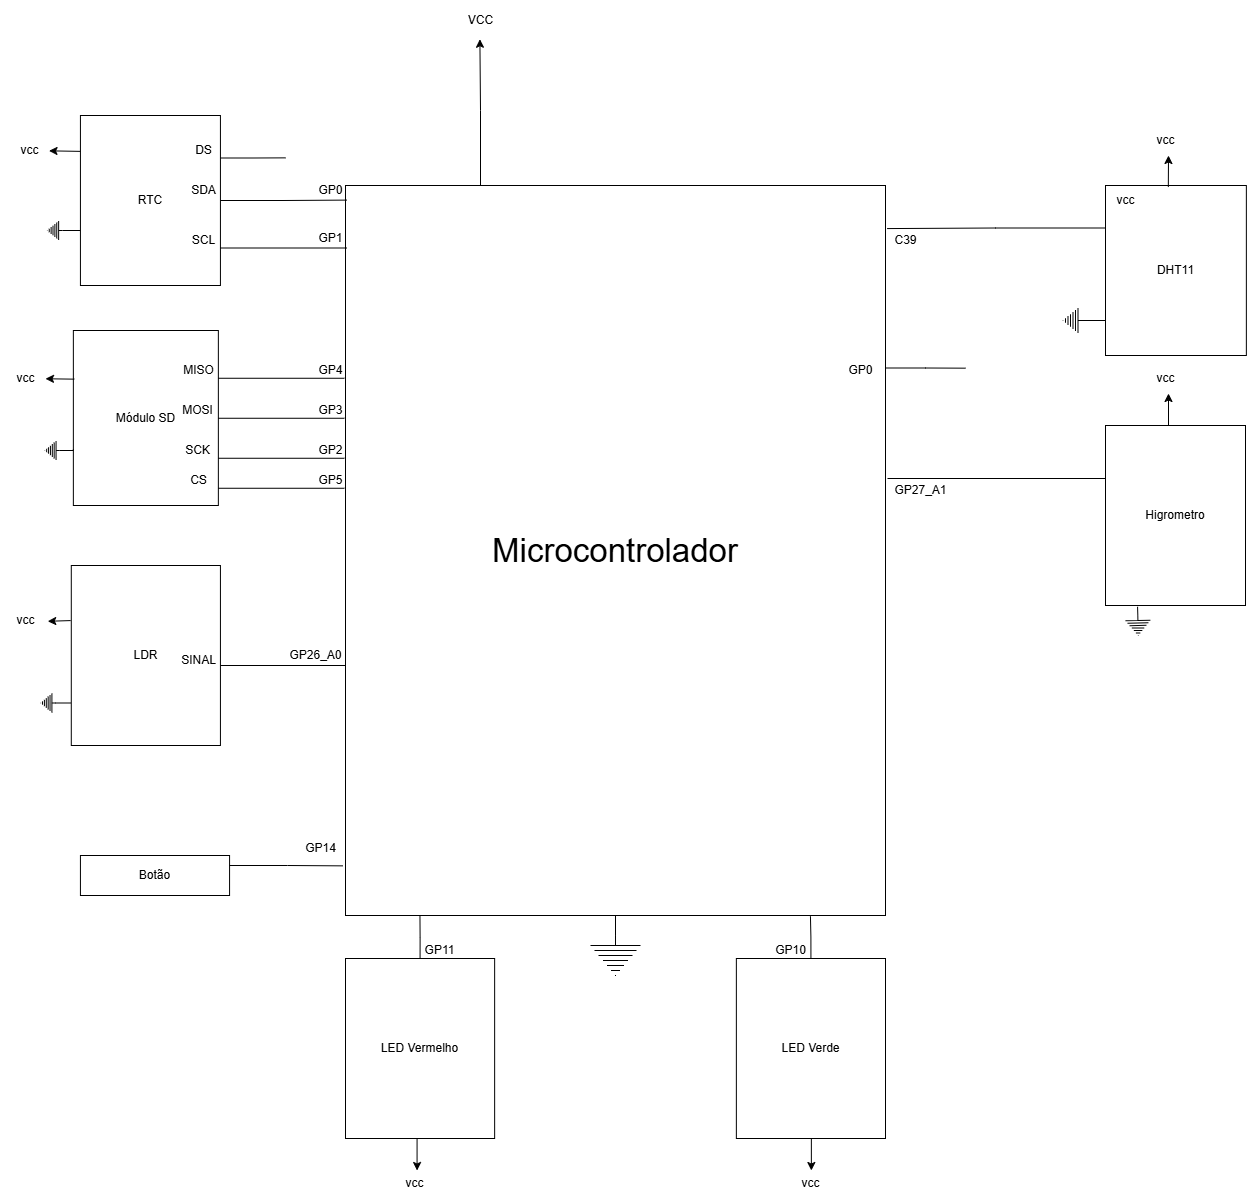 VCC
vcc
RTC
DS
SDA
SCL
GP0
GP1
vcc
Módulo SD
MISO
MOSI
SCK
CS
GP4
GP3
GP2
GP5
vcc
LDR
SINAL
GP26_A0
Botão
GP14
Microcontrolador
C39
GP0
GP27_A1
vcc
vcc
DHT11
vcc
Higrometro
GP11
LED Vermelho
vcc
GP10
LED Verde
vcc